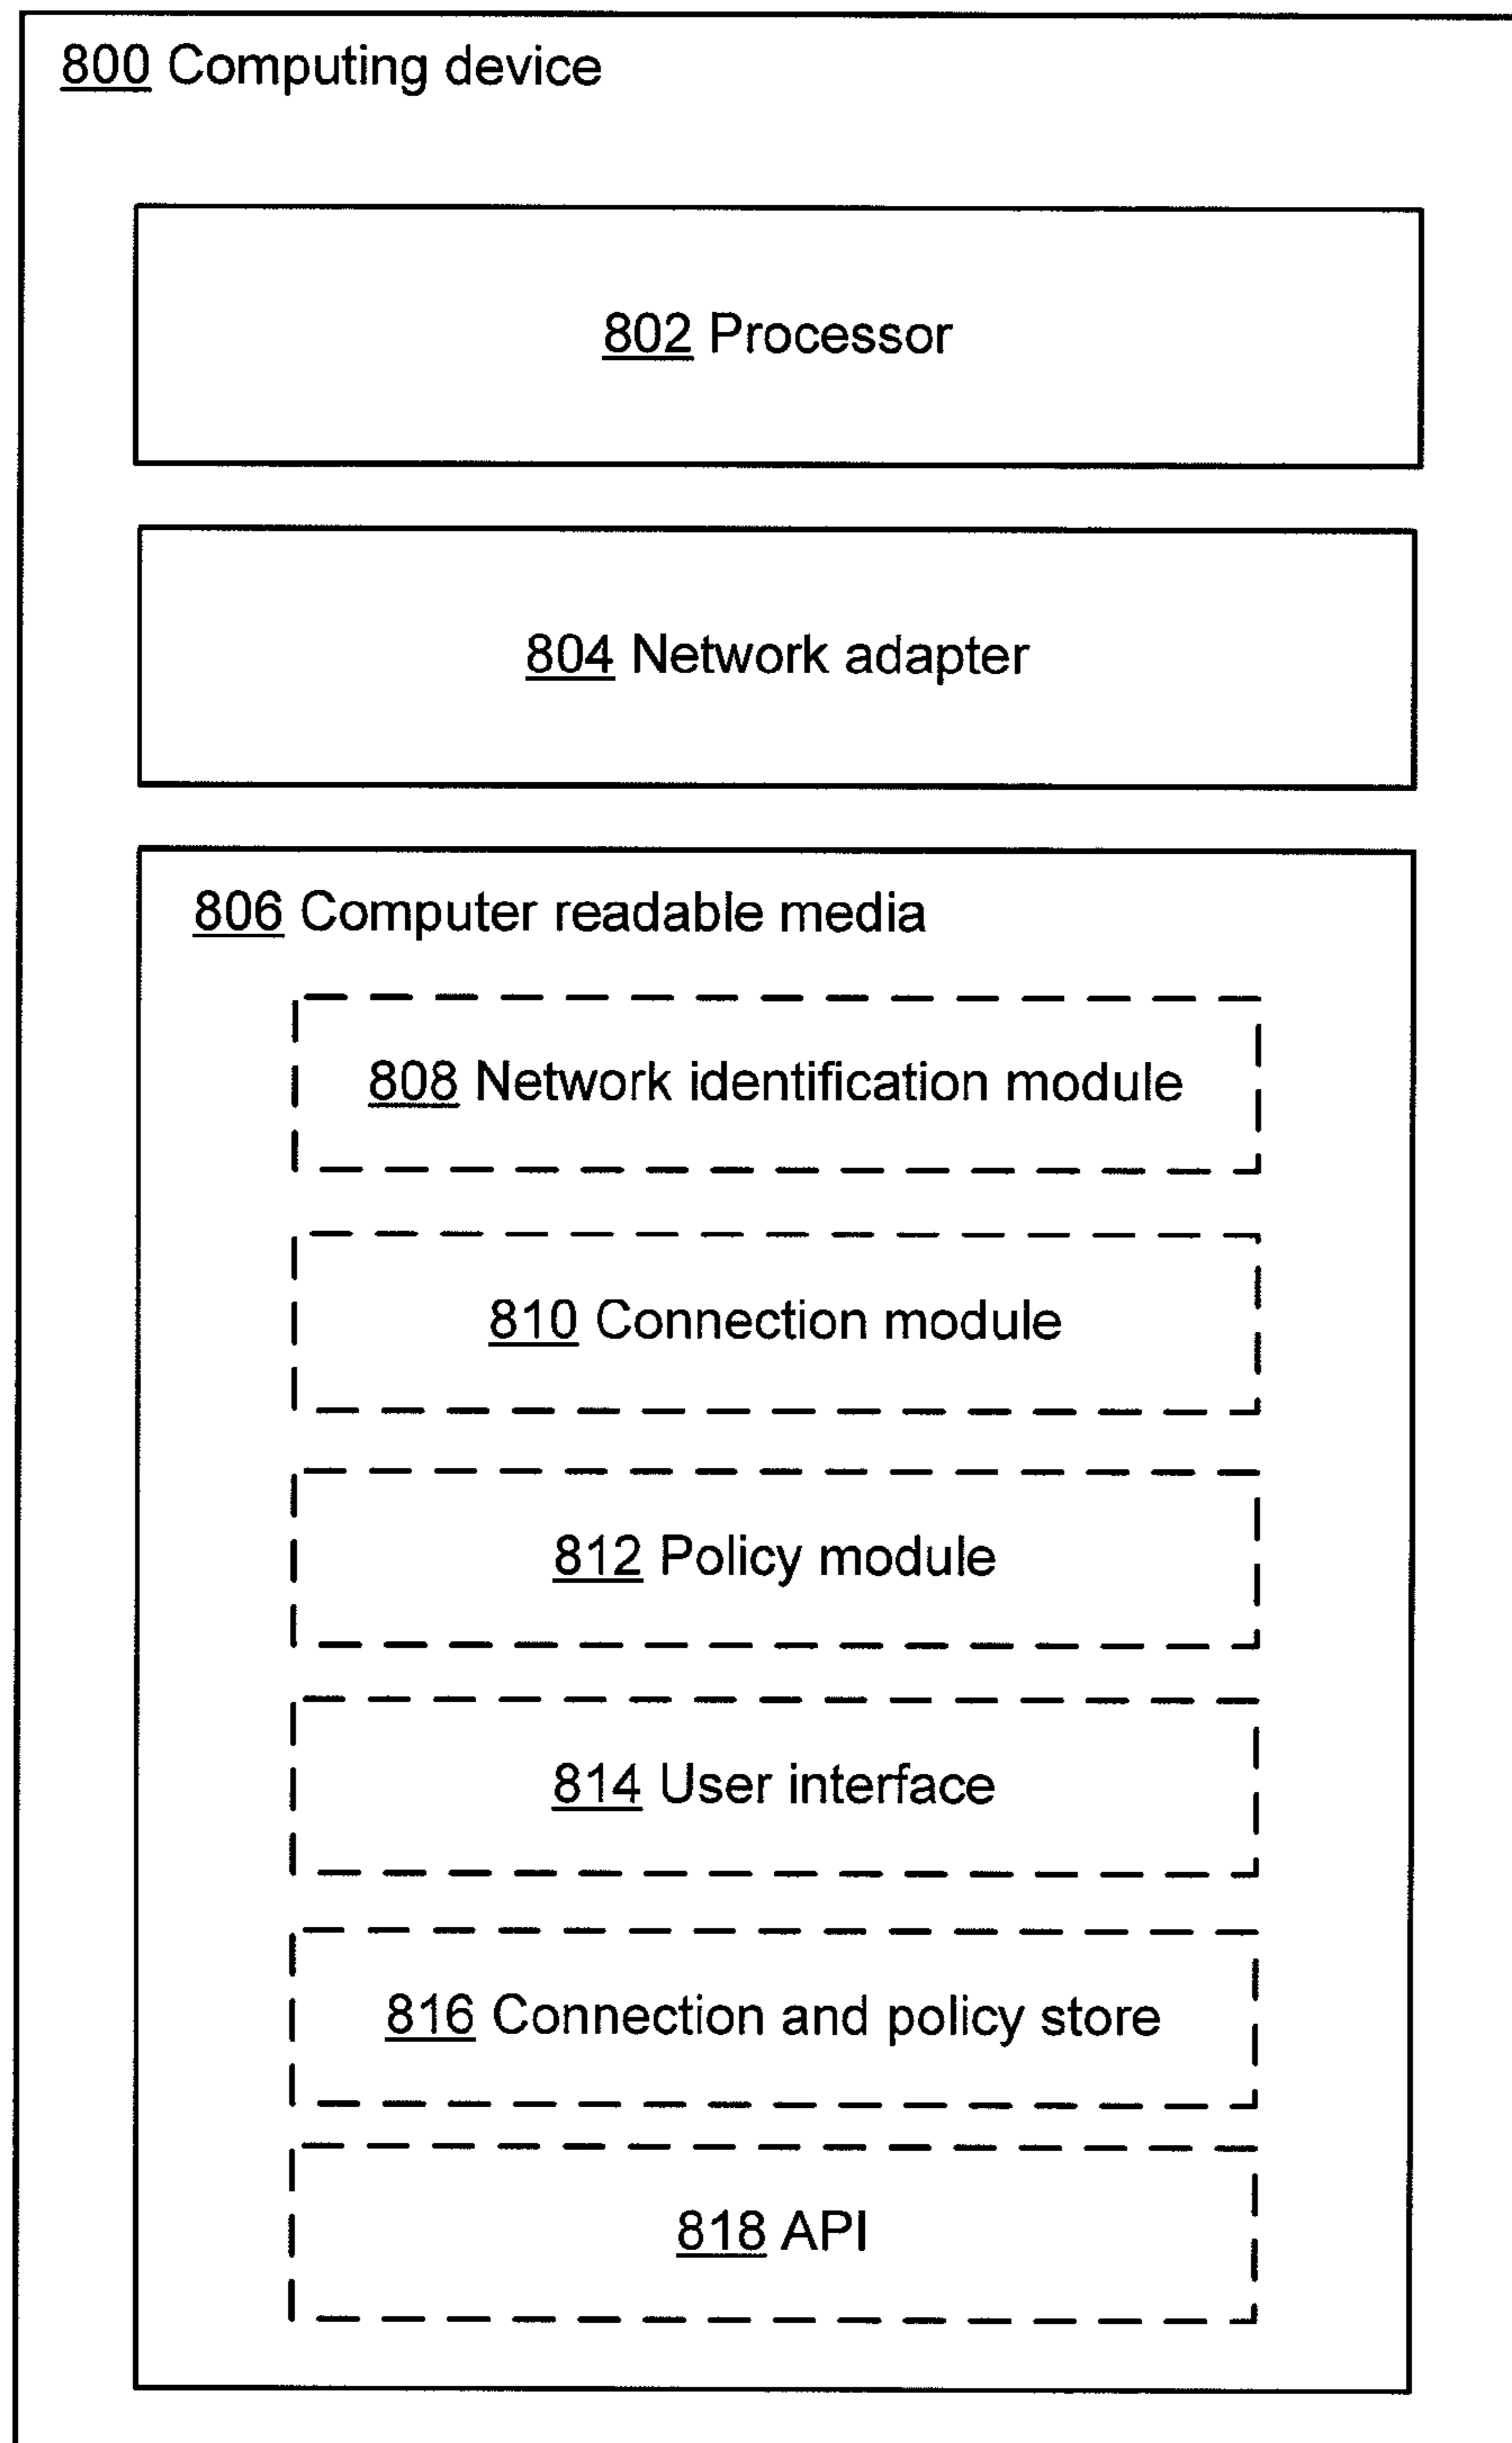 800 Computing device
802 Processor
804 Network adapter
806 Computer readable media
808 Network identification module
810 Connection module
812 Policy module
814 User interface
816 Connection and policy store
818 API